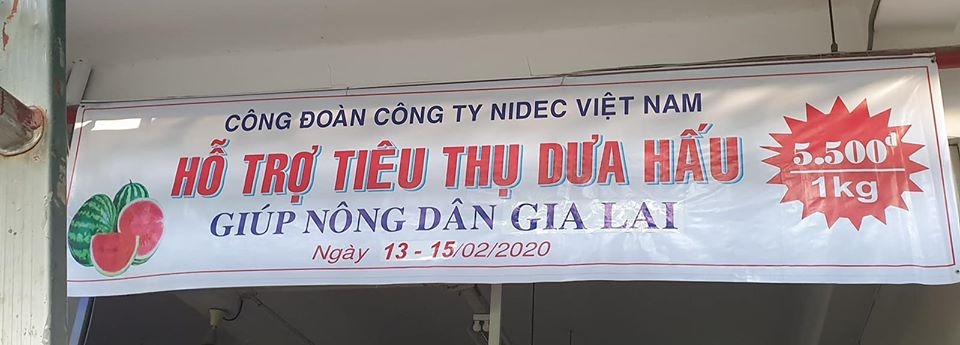 CÔNG ĐOÀN CÔNG TY NIDEC VIỆT NAM
HỖ TRỢ TIÊU THỤ DƯA HẤU
GIÚP NÔNG DÂN GIA LAI
Ngày 13 - 15/02/2020
5.500đ
1kg